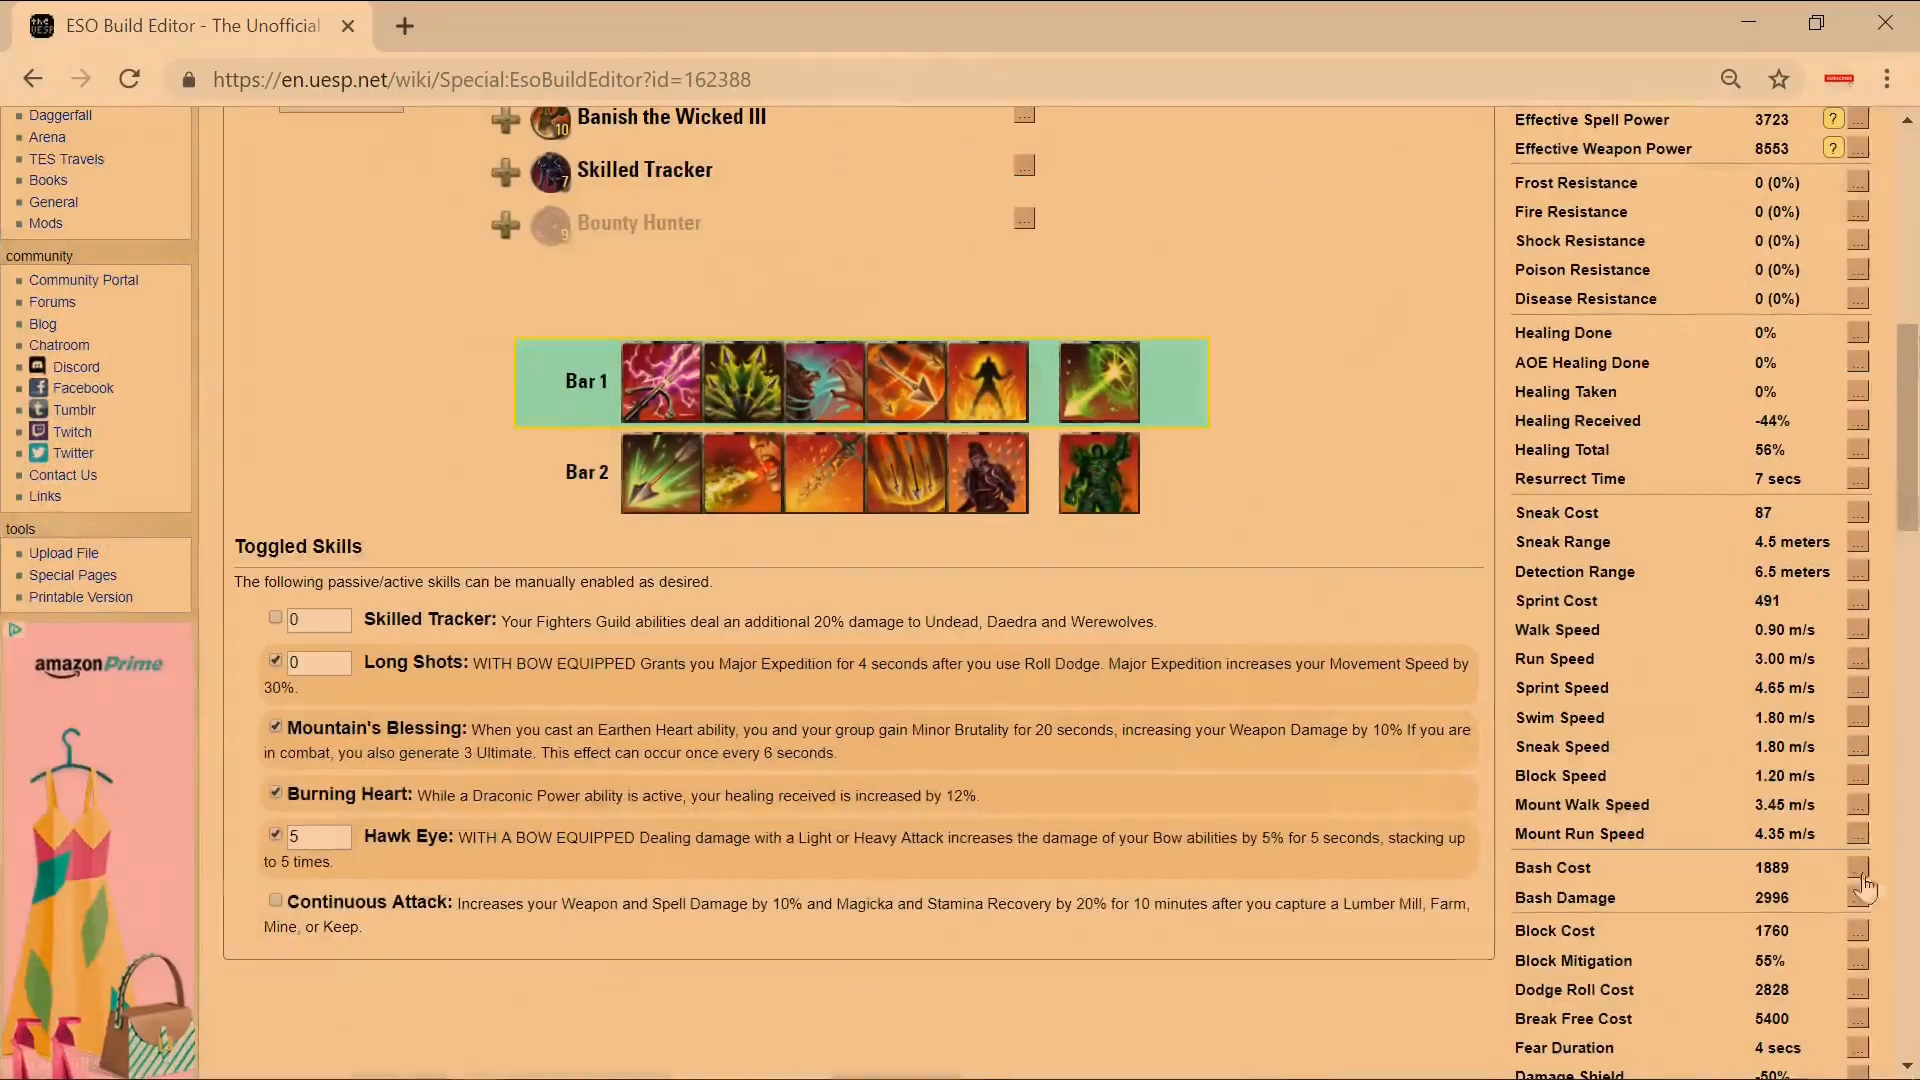 ESO Build Editor - The Unofficial
https://en.uesp.net/wiki/Special:EsoBuildEditor?id=162388
SUBSCRIBE
Daggerfall
Arena
TES Travels
Books
General
Mods
community
Community Portal
Forums
Blog
Chatroom
Discord
Facebook
Tumblr
Twitch
Twitter
Contact Us
Links
tools
Upload File
Special Pages
Printable Version
amazonPrime
10 Banish the Wicked III ...
7 Skilled Tracker ...
9 Bounty Hunter ...
Bar 1
Bar 2
Toggled Skills
The following passive/active skills can be manually enabled as desired.
0 Skilled Tracker: Your Fighters Guild abilities deal an additional 20% damage to Undead, Daedra and Werewolves.
0 Long Shots: WITH BOW EQUIPPED Grants you Major Expedition for 4 seconds after you use Roll Dodge. Major Expedition increases your Movement Speed by
30%.
Mountain's Blessing: When you cast an Earthen Heart ability, you and your group gain Minor Brutality for 20 seconds, increasing your Weapon Damage by 10% If you are
in combat, you also generate 3 Ultimate. This effect can occur once every 6 seconds.
Burning Heart: While a Draconic Power ability is active, your healing received is increased by 12%.
5 Hawk Eye: WITH A BOW EQUIPPED Dealing damage with a Light or Heavy Attack increases the damage of your Bow abilities by 5% for 5 seconds, stacking up
to 5 times.
Continuous Attack: Increases your Weapon and Spell Damage by 10% and Magicka and Stamina Recovery by 20% for 10 minutes after you capture a Lumber Mill, Farm,
Mine, or Keep.
Effective Spell Power 3723 ? ...
Effective Weapon Power 8553 ? ...
Frost Resistance 0 (0%) ...
Fire Resistance 0 (0%) ...
Shock Resistance 0 (0%) ...
Poison Resistance 0 (0%) ...
Disease Resistance 0 (0%) ...
Healing Done 0% ...
AOE Healing Done 0% ...
Healing Taken 0% ...
Healing Received -44% ...
Healing Total 56% ...
Resurrect Time 7 secs ...
Sneak Cost 87 ...
Sneak Range 4.5 meters ...
Detection Range 6.5 meters ...
Sprint Cost 491 ...
Walk Speed 0.90 m/s ...
Run Speed 3.00 m/s ...
Sprint Speed 4.65 m/s ...
Swim Speed 1.80 m/s ...
Sneak Speed 1.80 m/s ...
Block Speed 1.20 m/s ...
Mount Walk Speed 3.45 m/s ...
Mount Run Speed 4.35 m/s ...
Bash Cost 1889 ...
Bash Damage 2996 ...
Block Cost 1760 ...
Block Mitigation 55% ...
Dodge Roll Cost 2828 ...
Break Free Cost 5400 ...
Fear Duration 4 secs ...
Damage Shield -50%